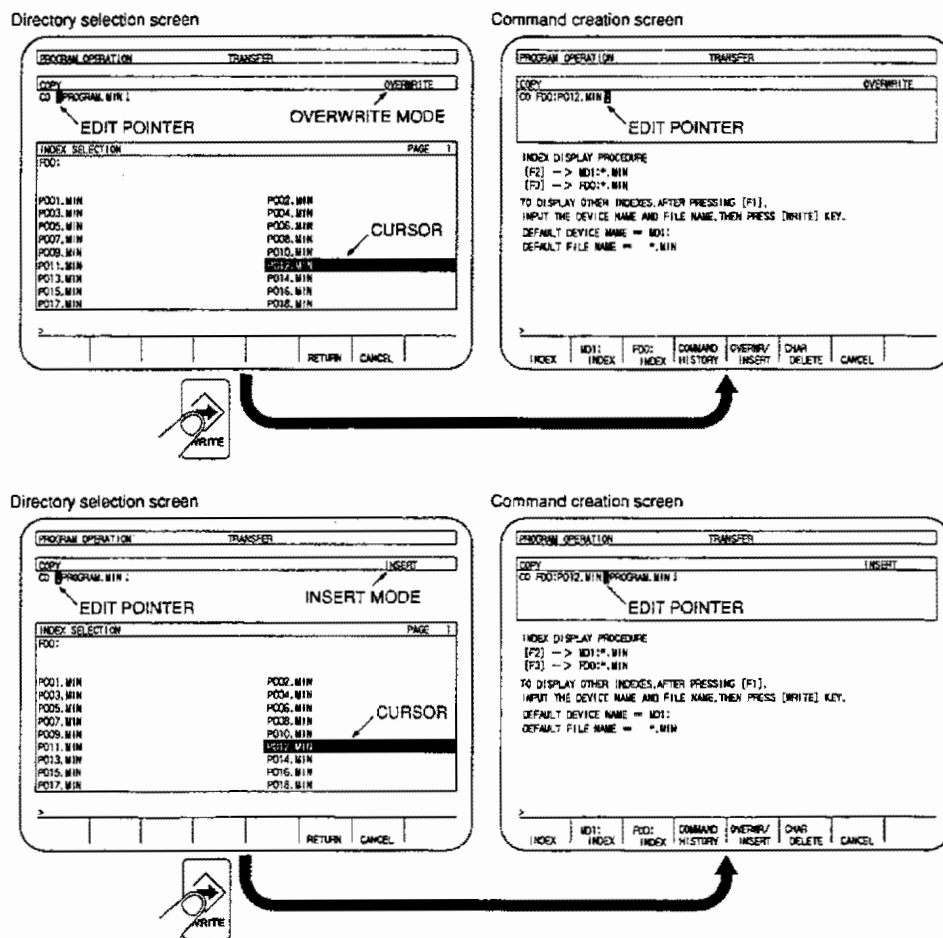 Directory selection screen
Command creation screen
PROGRAM OPERATION TRANSFER
COPY OVERWRITE
CO PROGRAM.MIN;
EDIT POINTER
OVERWRITE MODE
INDEX SELECTION PAGE 1
FD0:
P001.MIN P002.MIN
P003.MIN P004.MIN
P005.MIN P006.MIN
P007.MIN P008.MIN
CURSOR
P009.MIN P010.MIN
P011.MIN P012.MIN
P013.MIN P014.MIN
P015.MIN P016.MIN
P017.MIN P018.MIN
>
RETURN CANCEL
WRITE
PROGRAM OPERATION TRANSFER
COPY OVERWRITE
CO FD0:P012.MIN
EDIT POINTER
INDEX DISPLAY PROCEDURE
[F2] —> MD1:*.MIN
[F3] —> FD0:*.MIN
TO DISPLAY OTHER INDEXES,AFTER PRESSING [F1],
INPUT THE DEVICE NAME AND FILE NAME,THEN PRESS [WRITE] KEY.
DEFAULT DEVICE NAME = MD1:
DEFAULT FILE NAME = *.MIN
>
INDEX MD1: INDEX FD0: INDEX COMMAND HISTORY OVERWR/ INSERT CHAR DELETE CANCEL
Directory selection screen
Command creation screen
PROGRAM OPERATION TRANSFER
COPY INSERT
CO PROGRAM.MIN;
EDIT POINTER
INSERT MODE
INDEX SELECTION PAGE 1
FD0:
P001.MIN P002.MIN
P003.MIN P004.MIN
P005.MIN P006.MIN
P007.MIN P008.MIN
CURSOR
P009.MIN P010.MIN
P011.MIN P012.MIN
P013.MIN P014.MIN
P015.MIN P016.MIN
P017.MIN P018.MIN
>
RETURN CANCEL
WRITE
PROGRAM OPERATION TRANSFER
COPY INSERT
CO FD0:P012.MIN PROGRAM.MIN;
EDIT POINTER
INDEX DISPLAY PROCEDURE
[F2] —> MD1:*.MIN
[F3] —> FD0:*.MIN
TO DISPLAY OTHER INDEXES,AFTER PRESSING [F1],
INPUT THE DEVICE NAME AND FILE NAME,THEN PRESS [WRITE] KEY.
DEFAULT DEVICE NAME = MD1:
DEFAULT FILE NAME = *.MIN
>
INDEX MD1: INDEX FD0: INDEX COMMAND HISTORY OVERWR/ INSERT CHAR DELETE CANCEL